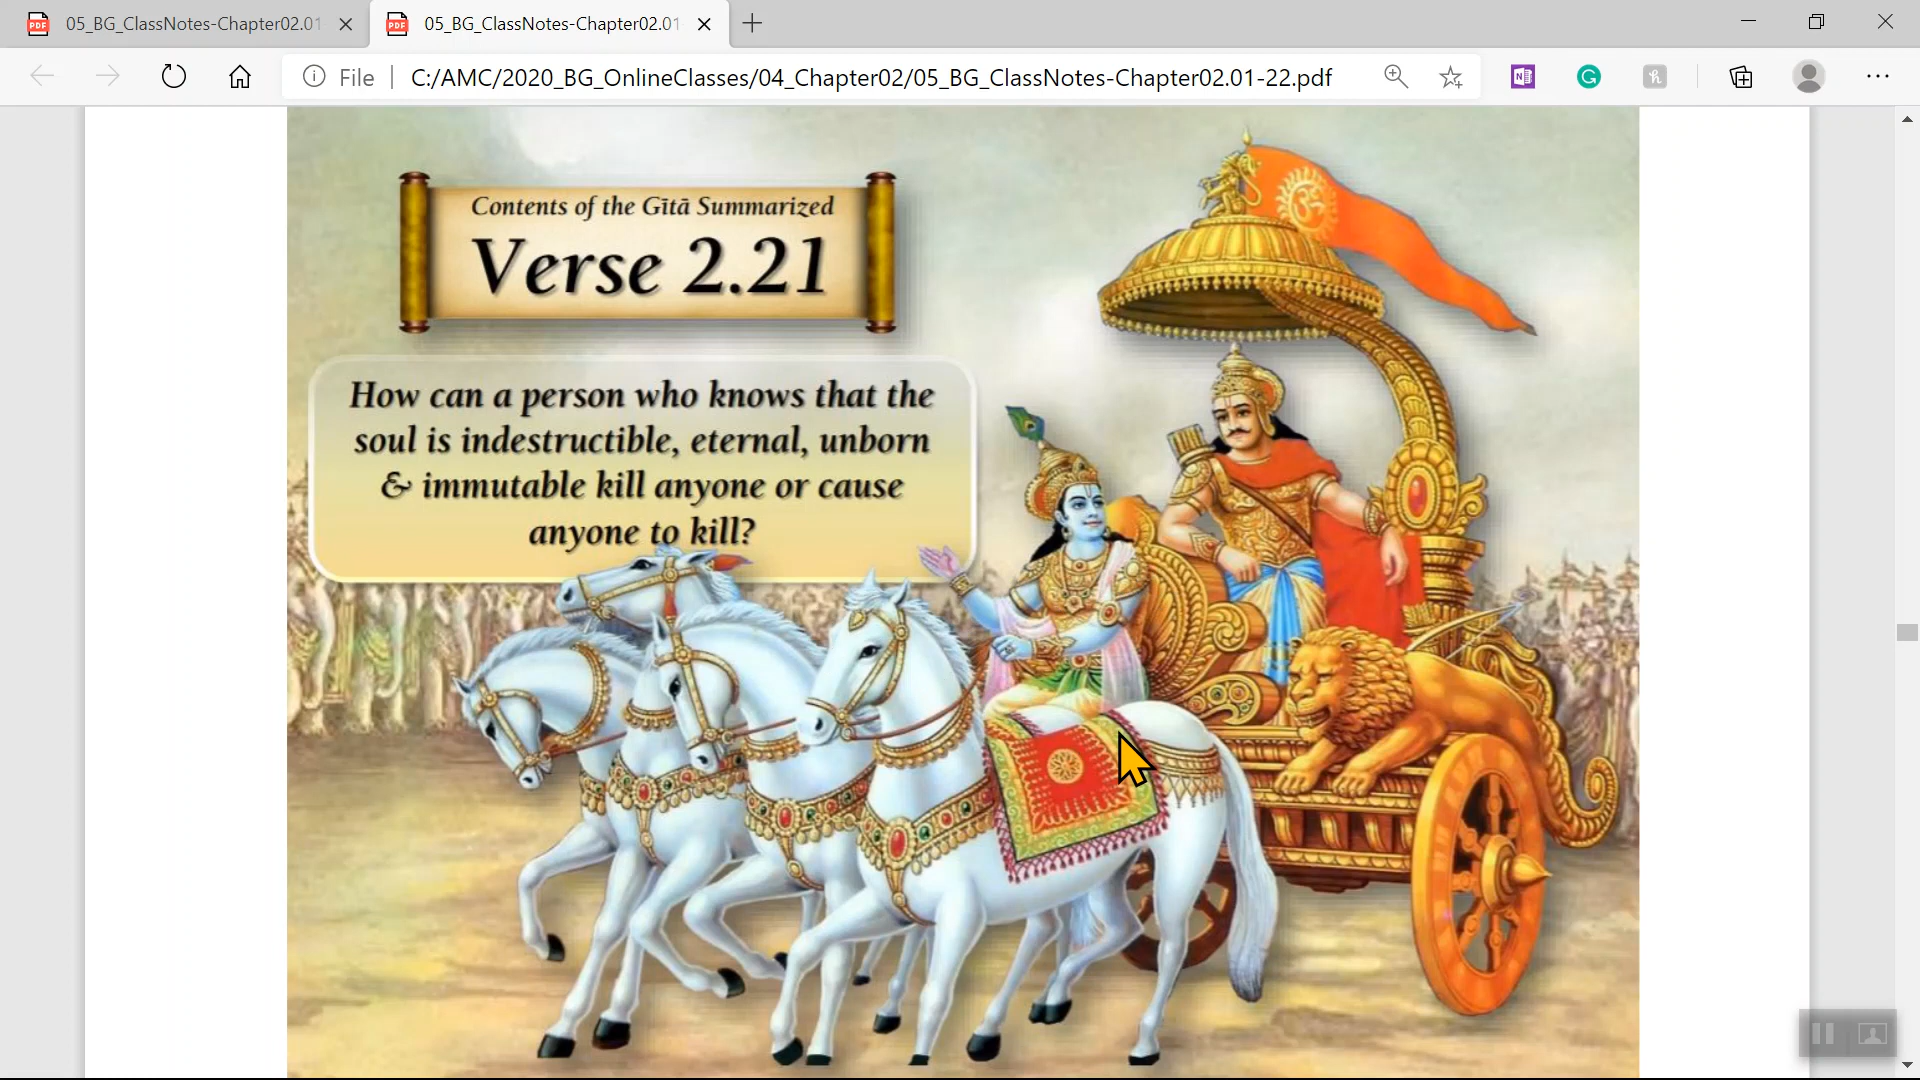 05_BG_ClassNotes-Chapter02.01
05_BG_ClassNotes-Chapter02.01
File
C:/AMC/2020_BG_OnlineClasses/04_Chapter02/05_BG_ClassNotes-Chapter02.01-22.pdf
Contents of the Gītā Summarized
Verse 2.21
How can a person who knows that the
soul is indestructible, eternal, unborn
& immutable kill anyone or cause
anyone to kill?
ॐ